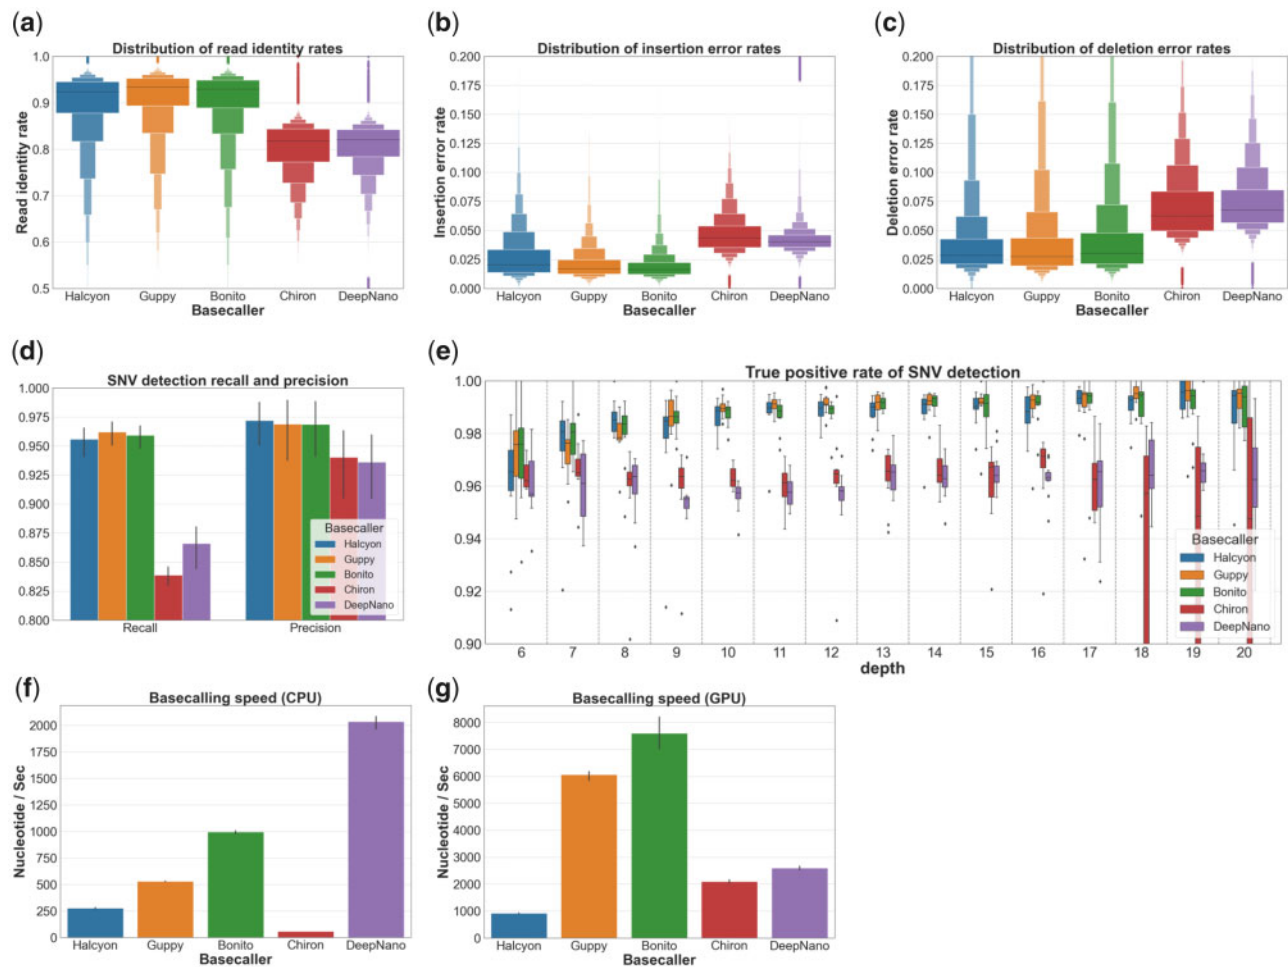 (a)
Distribution of read identity rates
1.0
0.9
0.8
0.7
0.6
0.5
Read identity rate
Halcyon Guppy Bonito Chiron DeepNano
Basecaller
(b)
Distribution of insertion error rates
0.200
0.175
0.150
0.125
0.100
0.075
0.050
0.025
0.000
Insertion error rate
Halcyon Guppy Bonito Chiron DeepNano
Basecaller
(c)
Distribution of deletion error rates
0.200
0.175
0.150
0.125
0.100
0.075
0.050
0.025
0.000
Deletion error rate
Halcyon Guppy Bonito Chiron DeepNano
Basecaller
(d)
SNV detection recall and precision
1.000
0.975
0.950
0.925
0.900
0.875
0.850
0.825
0.800
Basecaller
Halcyon
Guppy
Bonito
Chiron
DeepNano
Recall Precision
(e)
True positive rate of SNV detection
1.00
0.98
0.96
0.94
0.92
0.90
Basecaller
Halcyon
Guppy
Bonito
Chiron
DeepNano
6 7 8 9 10 11 12 13 14 15 16 17 18 19 20
depth
(f)
Basecalling speed (CPU)
2000
1750
1500
1250
1000
750
500
250
0
Nucleotide / Sec
Halcyon Guppy Bonito Chiron DeepNano
Basecaller
(g)
Basecalling speed (GPU)
8000
7000
6000
5000
4000
3000
2000
1000
0
Nucleotide / Sec
Halcyon Guppy Bonito Chiron DeepNano
Basecaller